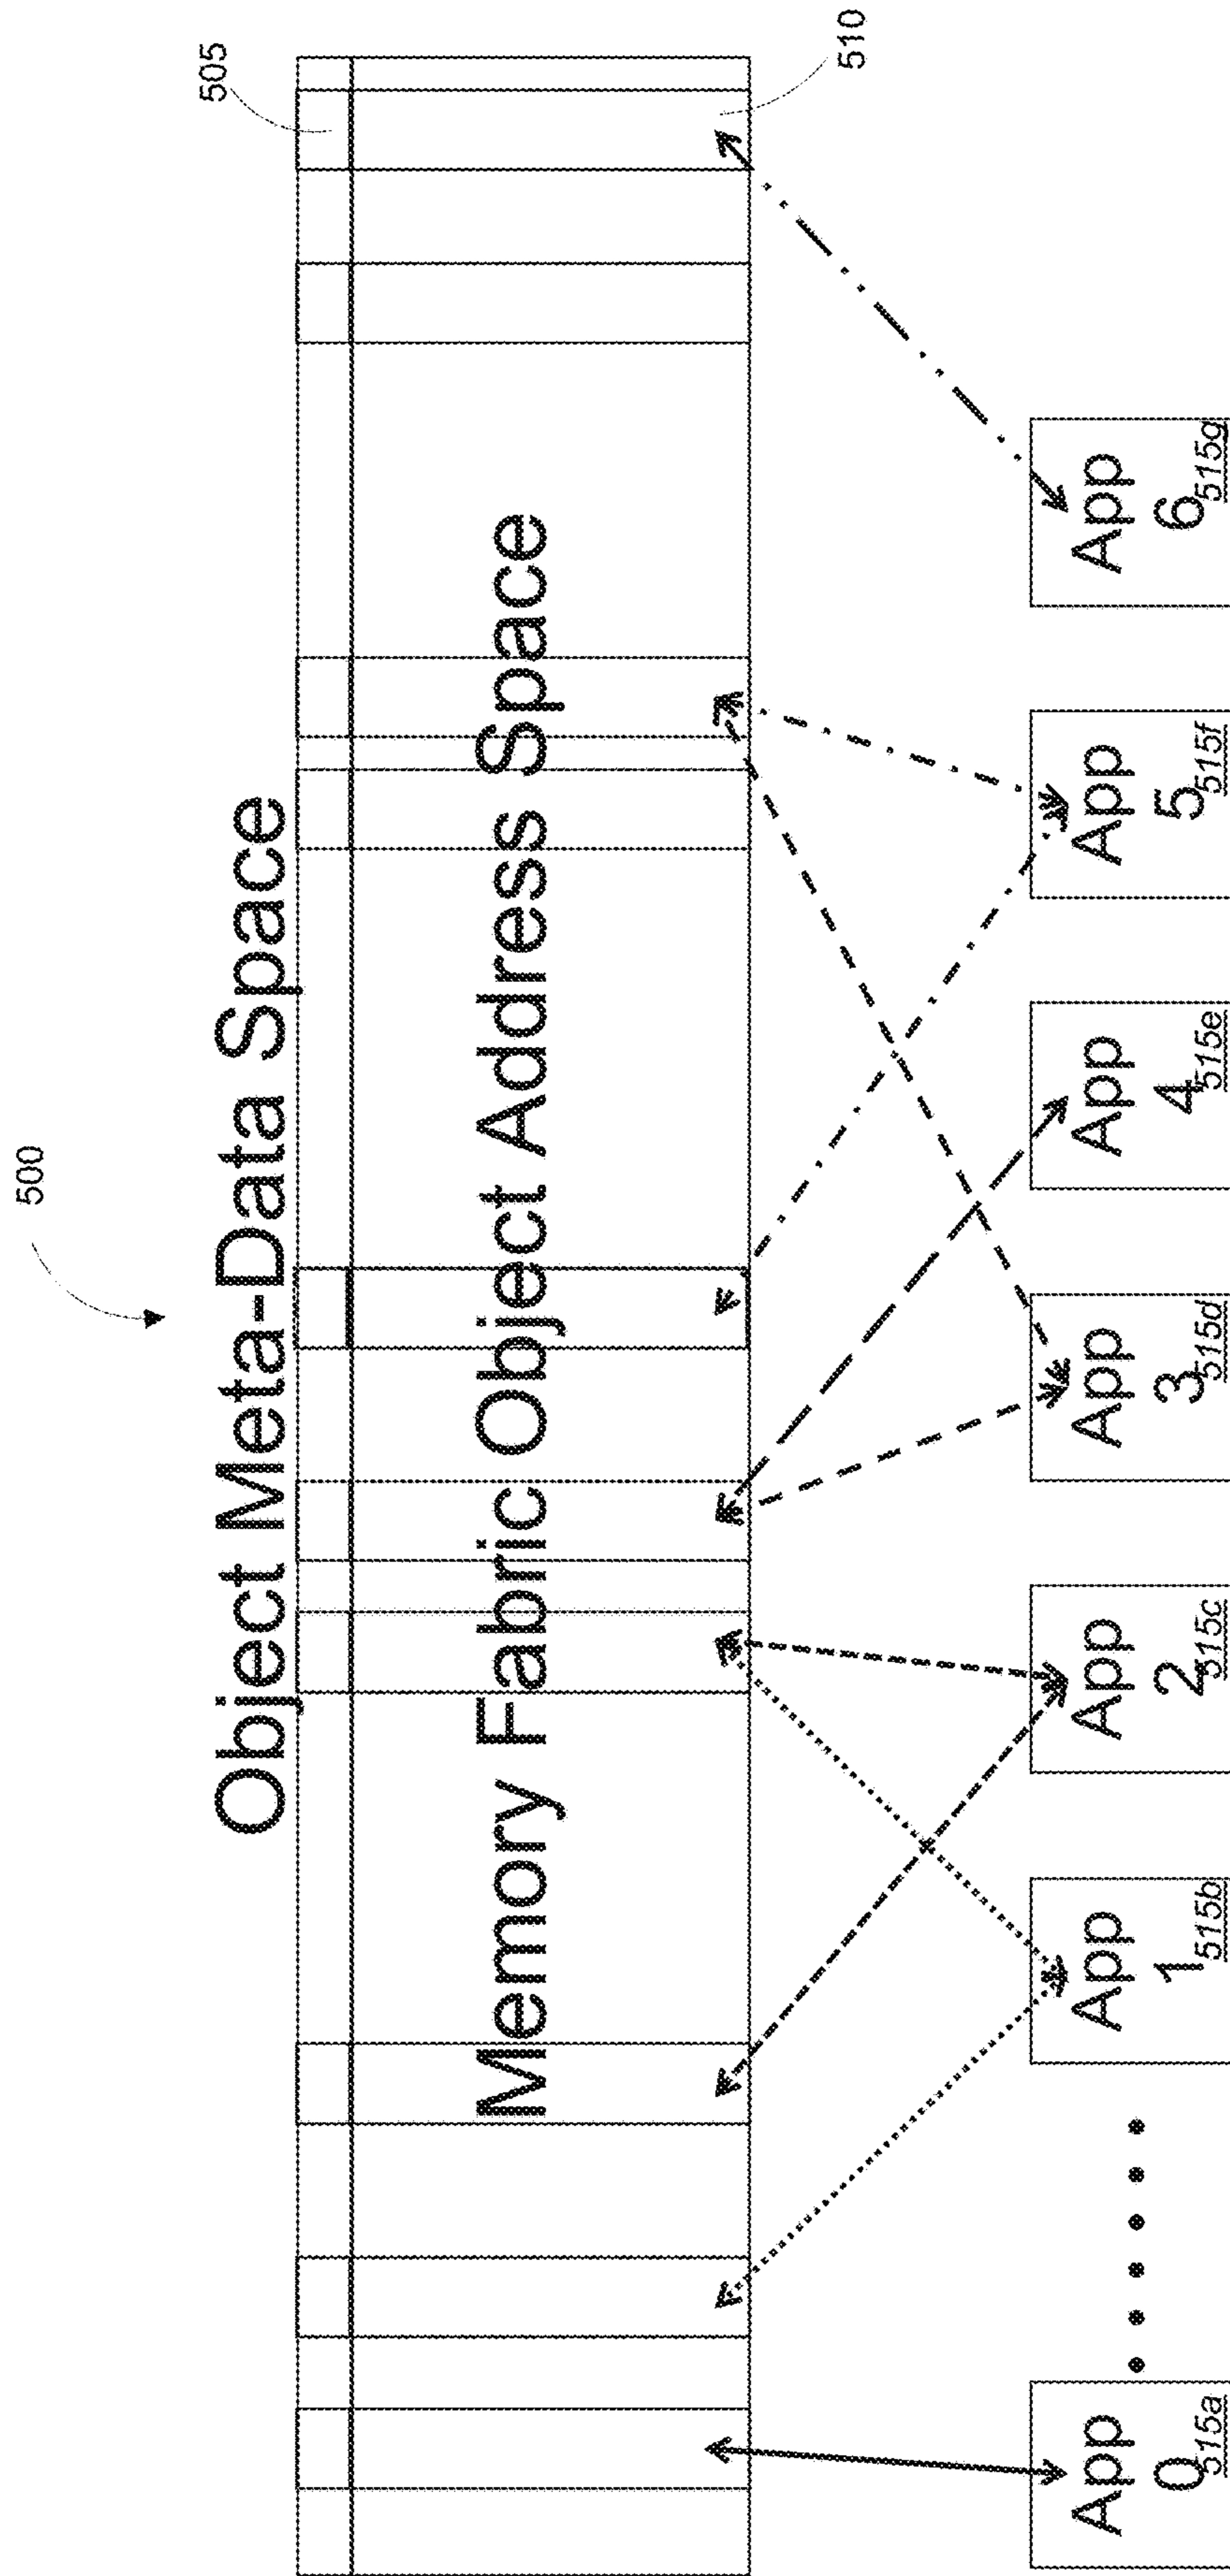 500
Object Meta-Data Space
505
Memory Fabric Object Address Space
510
App
0
515a
App
1
515b
App
2
515c
App
3
515d
App
4
515e
App
5
515f
App
6
515g